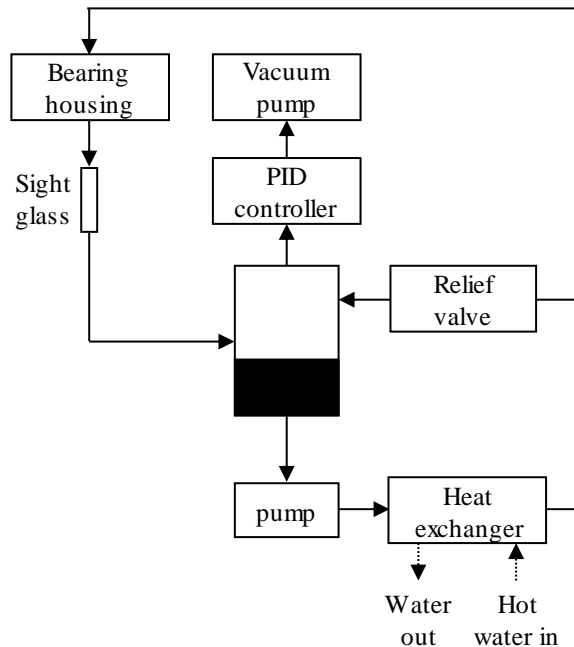 Bearing
housing
Vacuum
pump
Sight
glass
PID
controller
Relief
valve
pump
Heat
exchanger
Water
out
Hot
water in